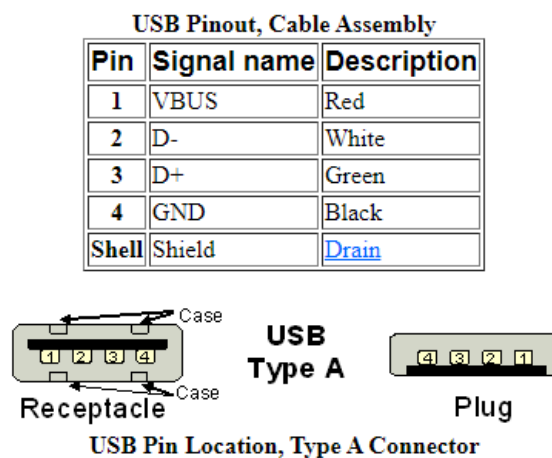 USB Pinout, Cable Assembly
Pin Signal name Description
1 VBUS Red
2 D- White
3 D+ Green
4 GND Black
Shell Shield Drain
Case
1 2 3 4
Case
Receptacle
USB
Type A
4 3 2 1
Plug
USB Pin Location, Type A Connector